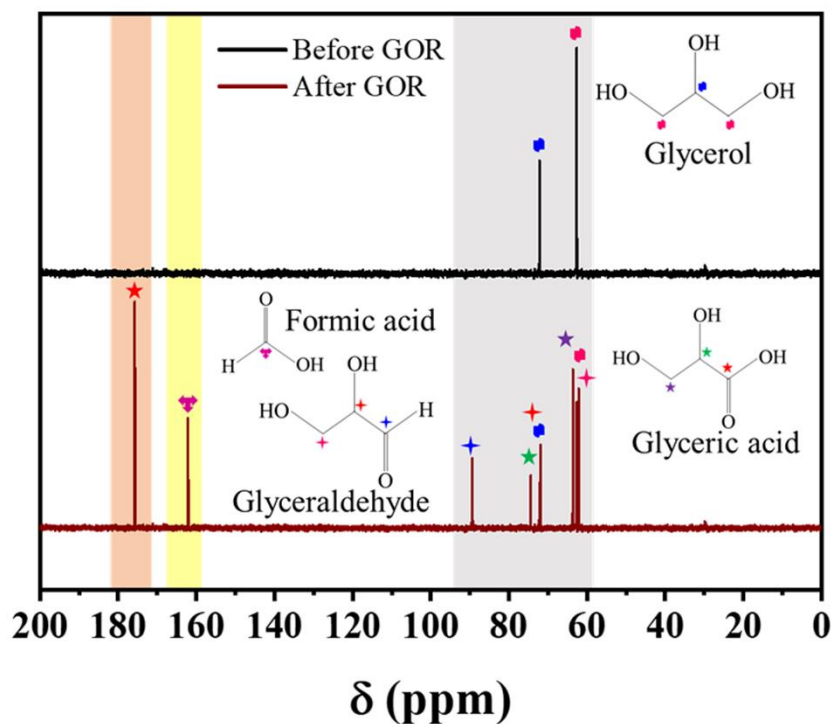 Before GOR
After GOR
OH
HO
OH
Glycerol
O
Formic acid
H
OH
OH
HO
H
O
Glyceraldehyde
OH
HO
OH
O
Glyceric acid
200 180 160 140 120 100 80 60 40 20 0
δ (ppm)